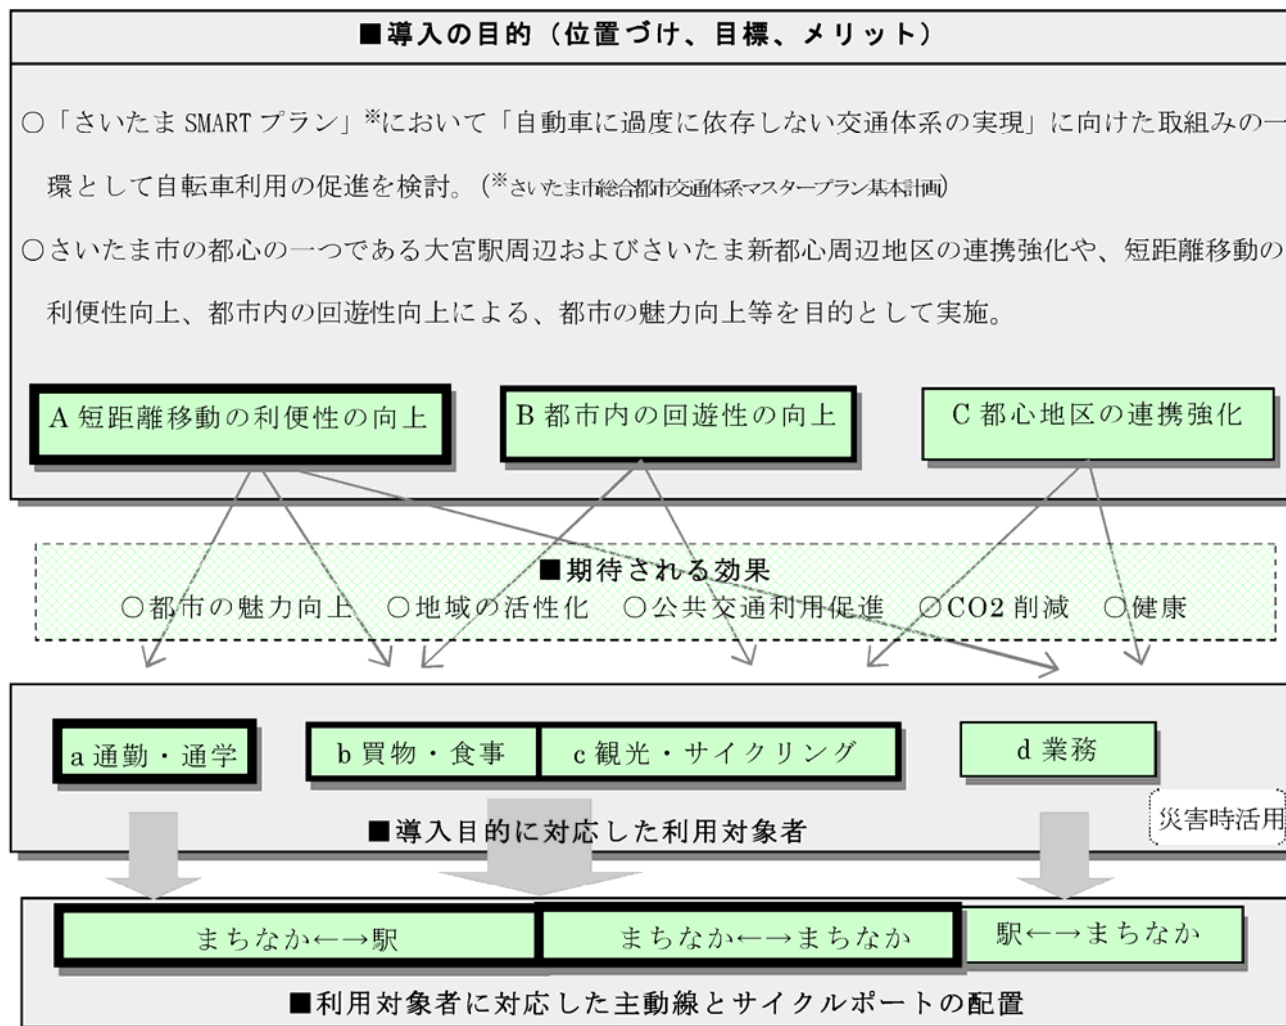 ■導入の目的（位置づけ、目標、メリット）
○「さいたま SMART プラン」※において「自動車に過度に依存しない交通体系の実現」に向けた取組みの一
環として自転車利用の促進を検討。（※さいたま市総合都市交通体系マスタープラン基本計画）
○さいたま市の都心の一つである大宮駅周辺およびさいたま新都心周辺地区の連携強化や、短距離移動の
利便性向上、都市内の回遊性向上による、都市の魅力向上等を目的として実施。
A 短距離移動の利便性の向上
B 都市内の回遊性の向上
C 都心地区の連携強化
■期待される効果
○都市の魅力向上 ○地域の活性化 ○公共交通利用促進 ○CO2 削減 ○健康
a 通勤・通学
b 買物・食事
c 観光・サイクリング
d 業務
災害時活用
■導入目的に対応した利用対象者
まちなか←→駅
まちなか←→まちなか
駅←→まちなか
■利用対象者に対応した主動線とサイクルポートの配置